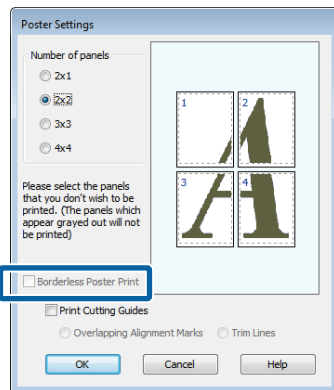 Poster Settings
Number of panels
2x1
2x2
3x3
4x4
1
2
3
4
Please select the panels
that you don't wish to be
printed. (The panels which
appear grayed out will not
be printed)
Borderless Poster Print
Print Cutting Guides
Overlapping Alignment Marks
Trim Lines
OK
Cancel
Help